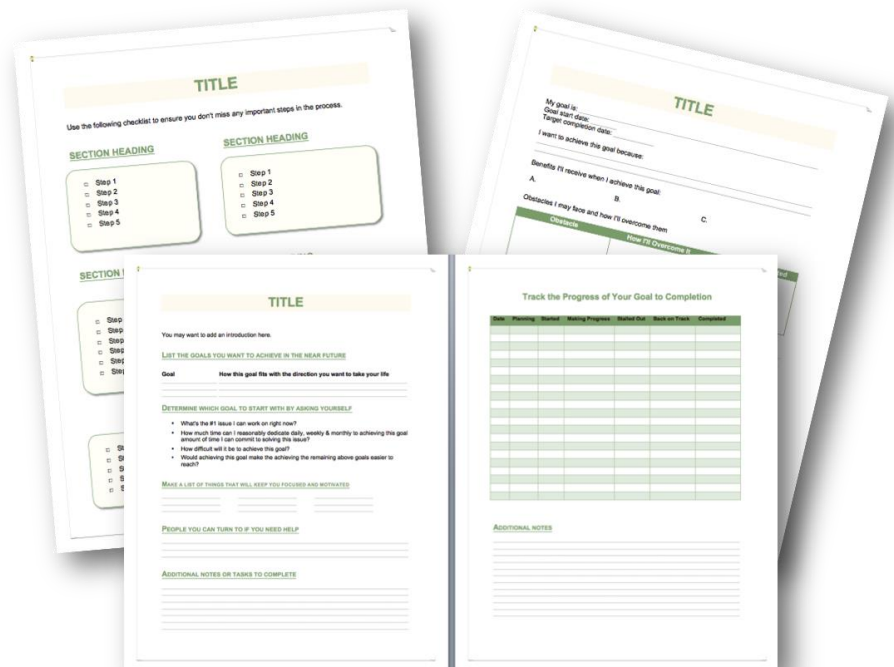 TITLE
Use the following checklist to ensure you don't miss any important steps in the process.
SECTION HEADING
Step 1
Step 2
Step 3
Step 4
Step 5
SECTION HEADING
Step 1
Step 2
Step 3
Step 4
Step 5
SECTION
Step
Step
Step
Step
Step
TITLE
My goal is:
Goal start date:
Target completion date:
I want to achieve this goal because:
Benefits I'll receive when I achieve this goal:
A. B. C.
Obstacles I may face and how I'll overcome them
Obstacle How I'll Overcome It
TITLE
You may want to add an introduction here.
LIST THE GOALS YOU WANT TO ACHIEVE IN THE NEAR FUTURE
Goal How this goal fits with the direction you want to take your life
DETERMINE WHICH GOAL TO START WITH BY ASKING YOURSELF
• What's the #1 issue I can work on right now?
• How much time can I reasonably dedicate daily, weekly & monthly to achieving this goal
amount of time I can commit to solving this issue?
• How difficult will it be to achieve this goal?
• Would achieving this goal make the achieving the remaining above goals easier to
reach?
MAKE A LIST OF THINGS THAT WILL KEEP YOU FOCUSED AND MOTIVATED
PEOPLE YOU CAN TURN TO IF YOU NEED HELP
ADDITIONAL NOTES OR TASKS TO COMPLETE
Track the Progress of Your Goal to Completion
Date Planning Started Making Progress Started Out Back on Track Completed
ADDITIONAL NOTES